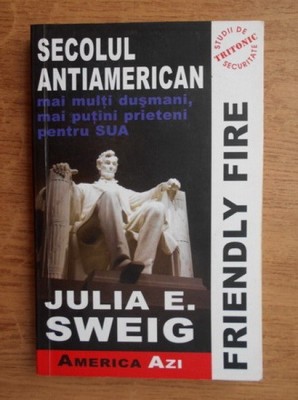 SECOLUL
ANTIAMERICAN
mai mulți dușmani,
mai puțini prieteni
pentru SUA
STUDII DE
TRITONIC
SECURITATE
FRIENDLY FIRE
JULIA E.
SWEIG
AMERICA AZI